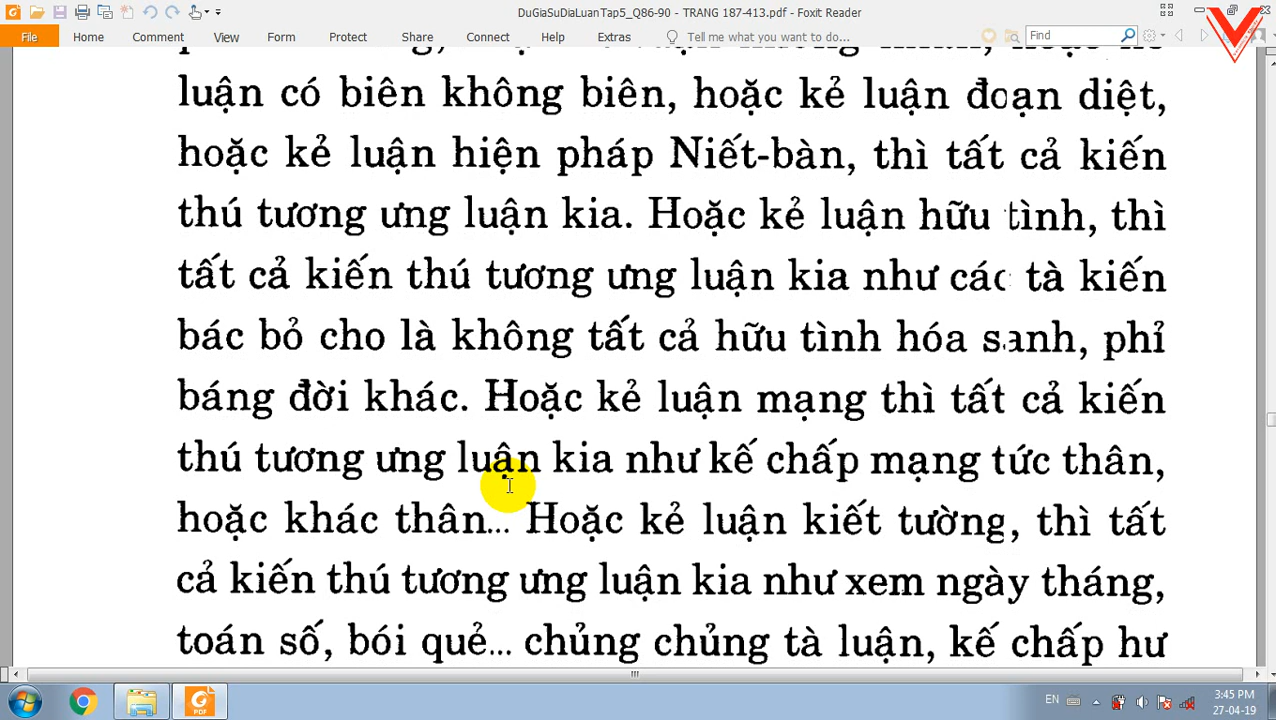 DuGiaSuDiaLuanTap5_Q86-90 - TRANG 187-413.pdf - Foxit Reader
File Home Comment View Form Protect Share Connect Help Extras Tell me what you want to do... Find
luận có biên không biên, hoặc kẻ luận đoạn diệt,
hoặc kẻ luận hiện pháp Niết-bàn, thì tất cả kiến
thú tương ưng luận kia. Hoặc kẻ luận hữu tình, thì
tất cả kiến thú tương ưng luận kia như các tà kiến
bác bỏ cho là không tất cả hữu tình hóa sanh, phỉ
báng đời khác. Hoặc kẻ luận mạng thì tất cả kiến
thú tương ưng luận kia như kế chấp mạng tức thân,
hoặc khác thân... Hoặc kẻ luận kiết tường, thì tất
cả kiến thú tương ưng luận kia như xem ngày tháng,
toán số, bói quẻ... chủng chủng tà luận, kế chấp hư
EN 3:45 PM
27-04-19